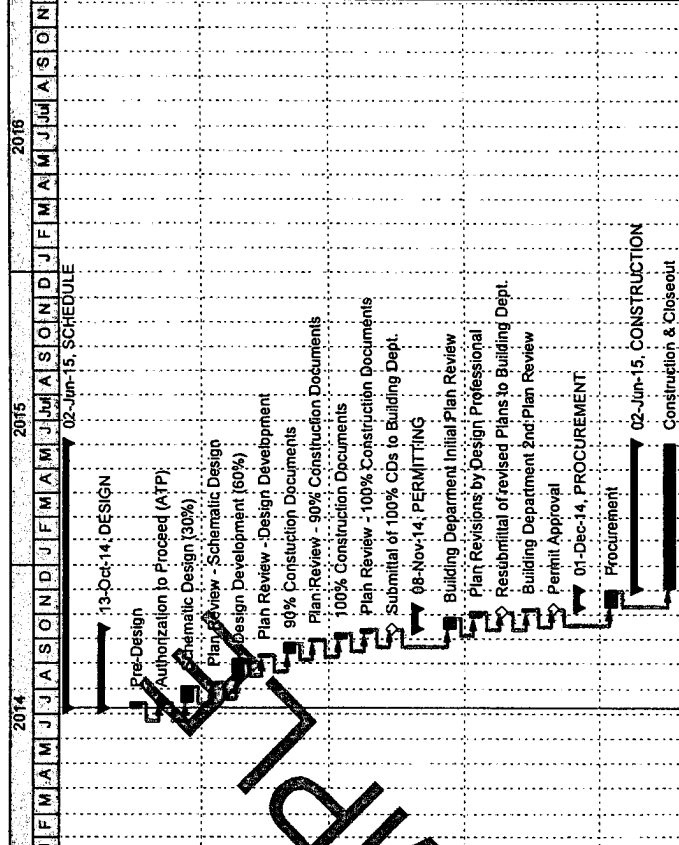 2014 2015 2016
F M A M J J A S O N D J F M A M J Jul A S O N D J F M A M J Jul A S O N
02-Jun-15, SCHEDULE
13-Oct-14, DESIGN
Pre-Design
Authorization to Proceed (ATP)
Schematic Design (30%)
Plan Review - Schematic Design
Design Development (60%)
Plan Review -Design Development
90% Constuction Documents
Plan Review - 90% Construction Documents
100% Construction Documents
Plan Review - 100% Construction Documents
Submittal of 100% CDs to Building Dept.
08-Nov-14, PERMITTING
Building Deparment Initial Plan Review
Plan Revisions by Design Professional
Resubmittal of revised Plans to Building Dept.
Building Department 2nd Plan Review
Permit Approval
01-Dec-14, PROCUREMENT
Procurement
02-Jun-15, CONSTRUCTION
Construction & Closeout
PLE